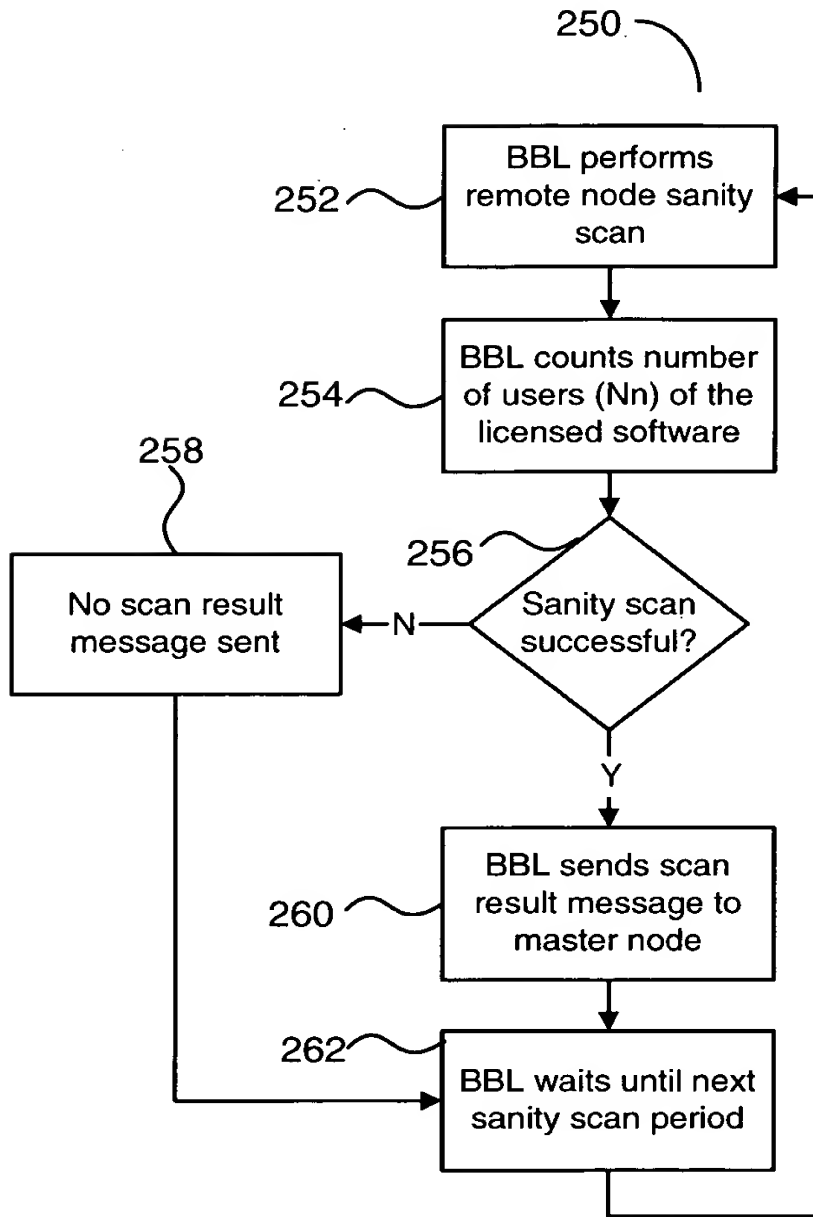 250
252
BBL performs
remote node sanity
scan
254
BBL counts number
of users (Nn) of the
licensed software
258
256
No scan result
message sent
N
Sanity scan
successful?
Y
260
BBL sends scan
result message to
master node
262
BBL waits until next
sanity scan period